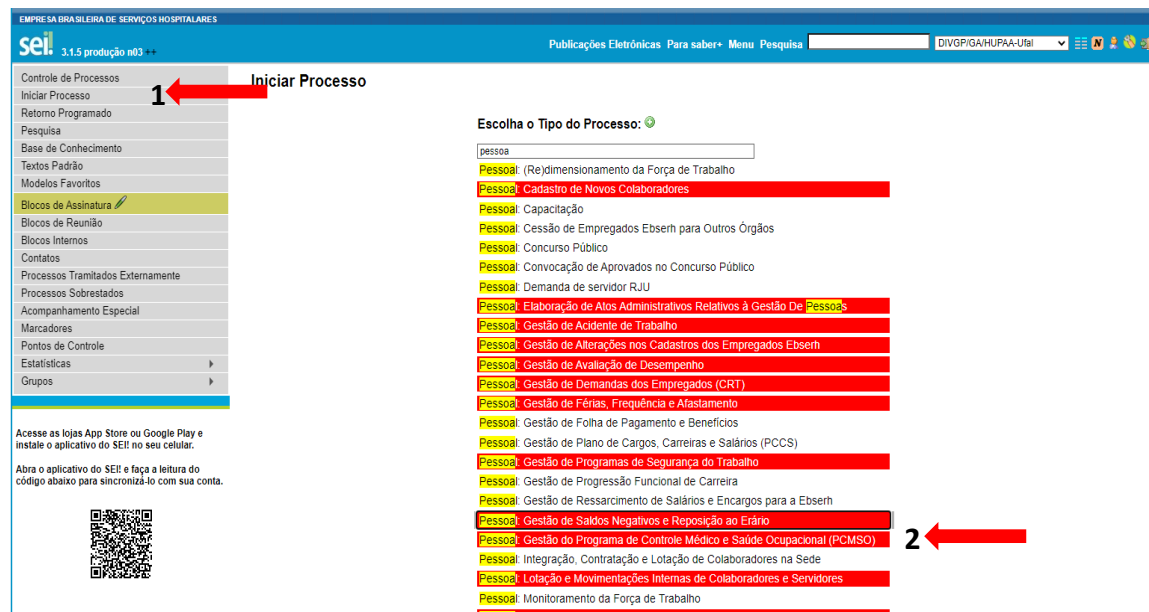 EMPRESA BRASILEIRA DE SERVIÇOS HOSPITALARES
sei! 3.1.5 produção n03 ++
Publicações Eletrônicas Para saber+ Menu Pesquisa DIVGP/GA/HUPAA-Ufal N
Controle de Processos
Iniciar Processo
1
Retorno Programado
Pesquisa
Base de Conhecimento
Textos Padrão
Modelos Favoritos
Blocos de Assinatura
Blocos de Reunião
Blocos Internos
Contatos
Processos Tramitados Externamente
Processos Sobrestados
Acompanhamento Especial
Marcadores
Pontos de Controle
Estatísticas
Grupos
Acesse as lojas App Store ou Google Play e
instale o aplicativo do SEI! no seu celular.
Abra o aplicativo do SEI! e faça a leitura do
código abaixo para sincronizá-lo com sua conta.
Iniciar Processo
Escolha o Tipo do Processo:
pessoa
Pessoal: (Re)dimensionamento da Força de Trabalho
Pessoal: Cadastro de Novos Colaboradores
Pessoal: Capacitação
Pessoal: Cessão de Empregados Ebserh para Outros Órgãos
Pessoal: Concurso Público
Pessoal: Convocação de Aprovados no Concurso Público
Pessoal: Demanda de servidor RJU
Pessoal: Elaboração de Atos Administrativos Relativos à Gestão De Pessoas
Pessoal: Gestão de Acidente de Trabalho
Pessoal: Gestão de Alterações nos Cadastros dos Empregados Ebserh
Pessoal: Gestão de Avaliação de Desempenho
Pessoal: Gestão de Demandas dos Empregados (CRT)
Pessoal: Gestão de Férias, Frequência e Afastamento
Pessoal: Gestão de Folha de Pagamento e Benefícios
Pessoal: Gestão de Plano de Cargos, Carreiras e Salários (PCCS)
Pessoal: Gestão de Programas de Segurança do Trabalho
Pessoal: Gestão de Progressão Funcional de Carreira
Pessoal: Gestão de Ressarcimento de Salários e Encargos para a Ebserh
Pessoal: Gestão de Saldos Negativos e Reposição ao Erário
Pessoal: Gestão do Programa de Controle Médico e Saúde Ocupacional (PCMSO)
2
Pessoal: Integração, Contratação e Lotação de Colaboradores na Sede
Pessoal: Lotação e Movimentações Internas de Colaboradores e Servidores
Pessoal: Monitoramento da Força de Trabalho